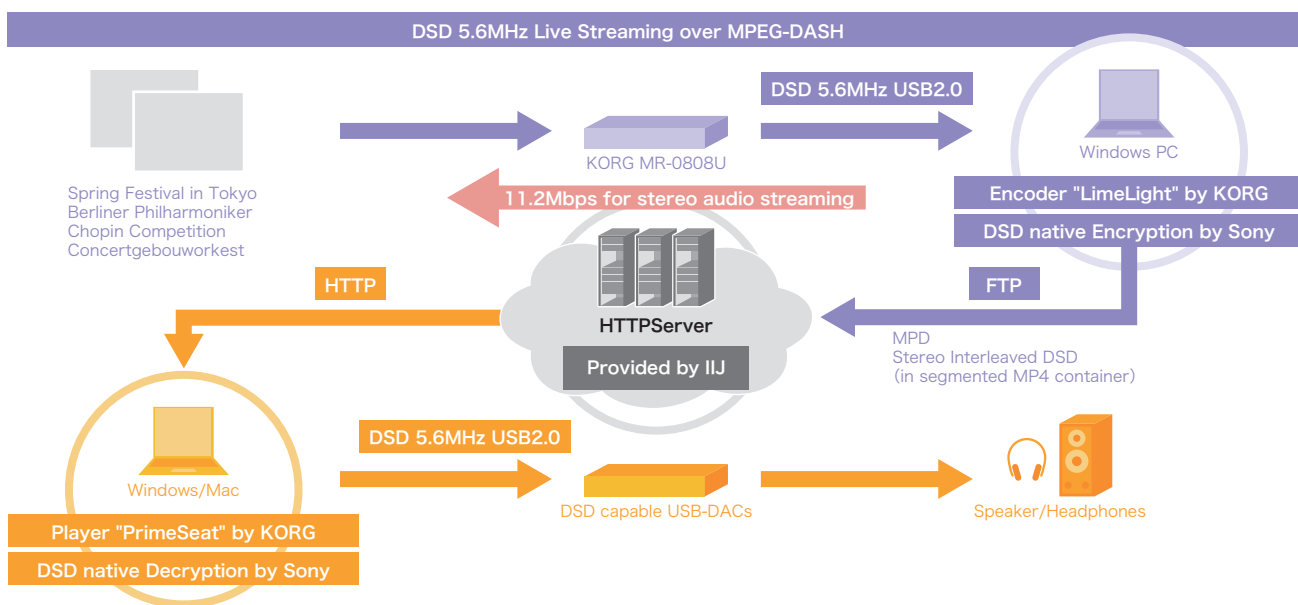 DSD 5.6MHz Live Streaming over MPEG-DASH
DSD 5.6MHz USB2.0
KORG MR-0808U
Windows PC
Spring Festival in Tokyo
Berliner Philharmoniker
Chopin Competition
Concertgebouworkest
11.2Mbps for stereo audio streaming
Encoder "LimeLight" by KORG
DSD native Encryption by Sony
HTTP
FTP
HTTPServer
Provided by IIJ
MPD
Stereo Interleaved DSD
（in segmented MP4 container）
Windows/Mac
DSD 5.6MHz USB2.0
DSD capable USB-DACs
Speaker/Headphones
Player "PrimeSeat" by KORG
DSD native Decryption by Sony